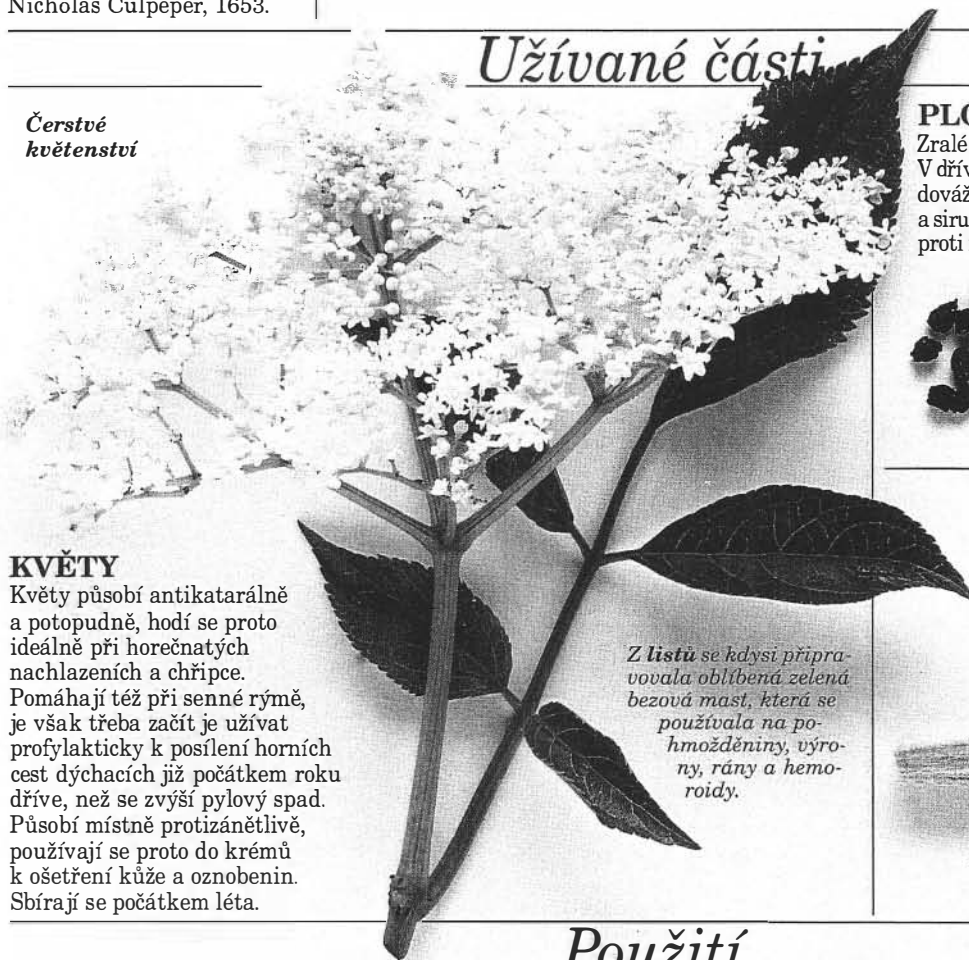 Nicholas Culpeper, 1653.
Užívané části
Čerstvé
květenství
KVĚTY
Květy působí antikatarálně
a potopudně, hodí se proto
ideálně při horečnatých
nachlazeních a chřipce.
Pomáhají též při senné rýmě,
je však třeba začít je užívat
profylakticky k posílení horních
cest dýchacích již počátkem roku
dříve, než se zvýší pylový spad.
Působí místně protizánětlivě,
používají se proto do krémů
k ošetření kůže a oznobenin.
Sbírají se počátkem léta.
Z listů se kdysi připra-
vovala oblíbená zelená
bezová mast, která se
používala na po-
hmožděniny, výro-
ny, rány a hemo-
roidy.
PLO
Zralé
V dřív
dováž
a siru
proti
Použití